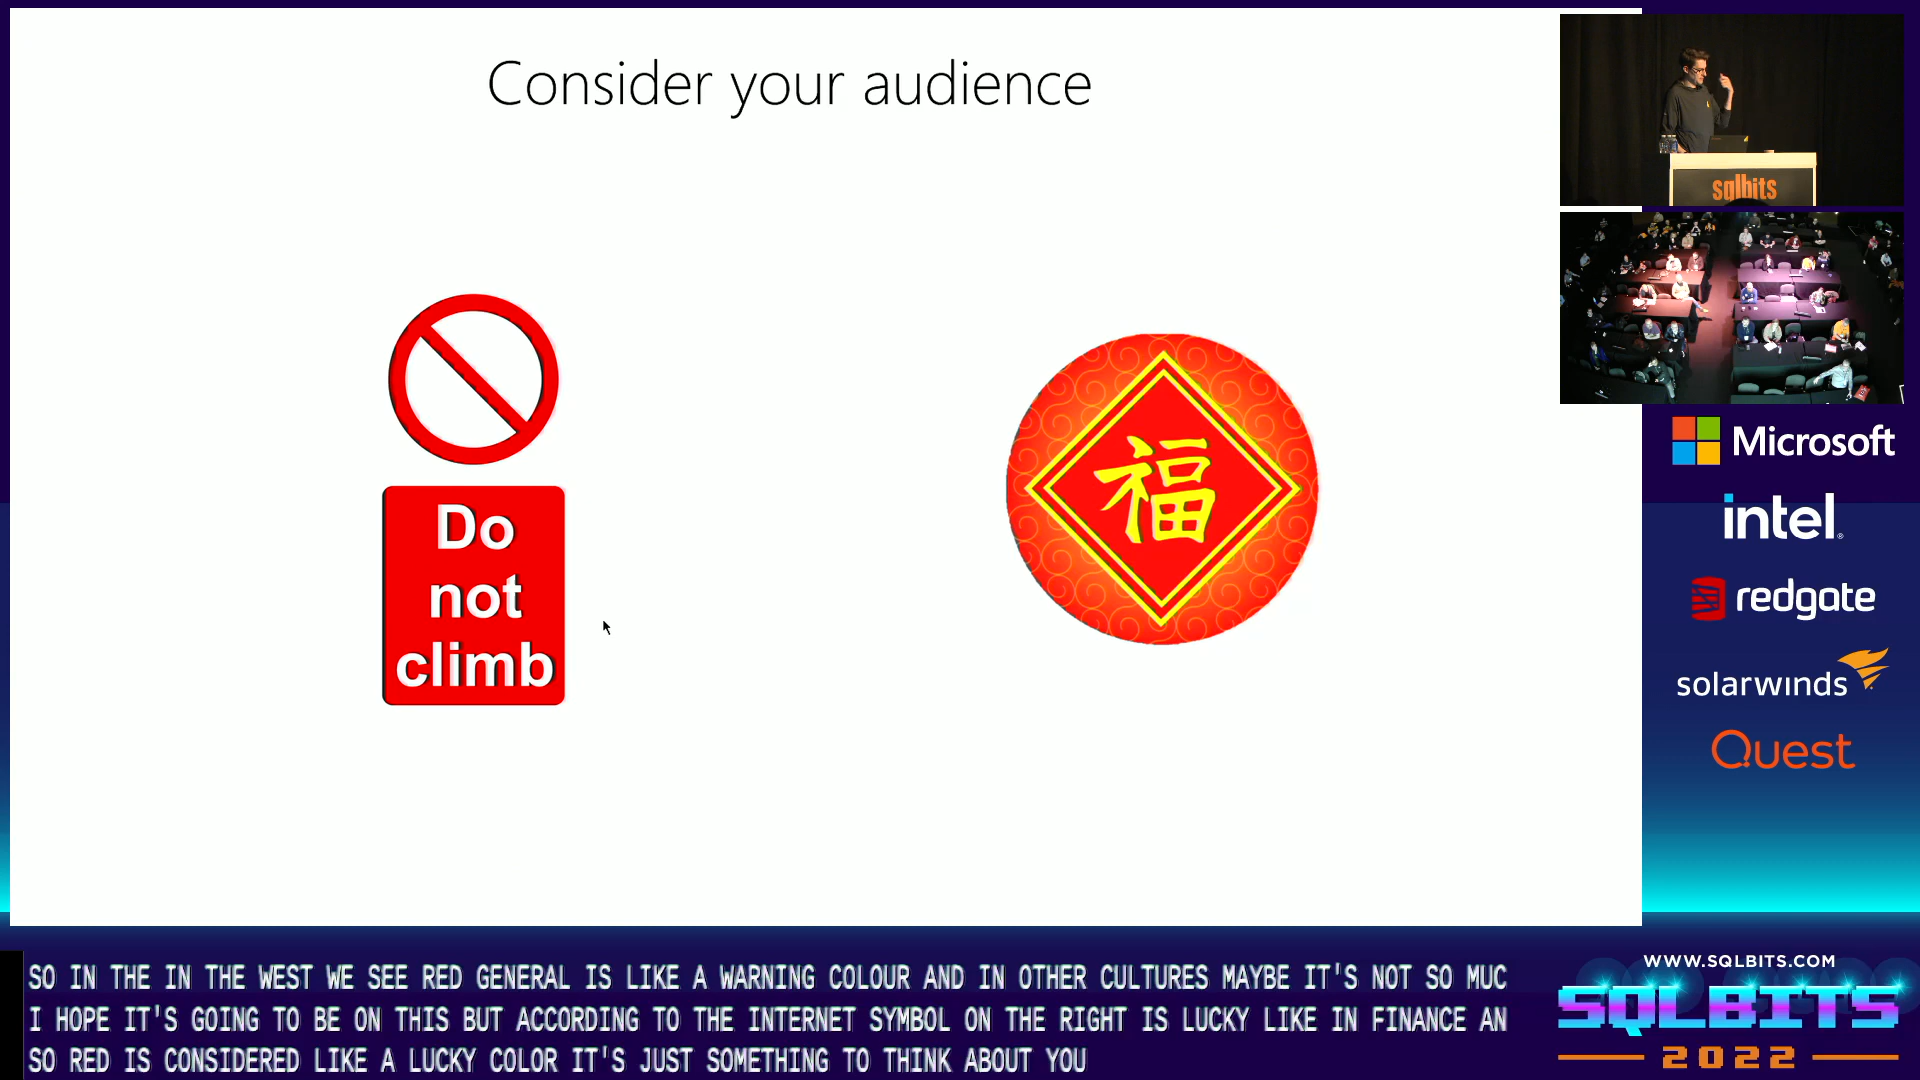 Consider your audience
Do
not
climb
福
sqlbits
Microsoft
intel
redgate
solarwinds
Quest
WWW.SQLBITS.COM
SQLBITS
2022
SO IN THE IN THE WEST WE SEE RED GENERAL IS LIKE A WARNING COLOUR AND IN OTHER CULTURES MAYBE IT'S NOT SO MUC
I HOPE IT'S GOING TO BE ON THIS BUT ACCORDING TO THE INTERNET SYMBOL ON THE RIGHT IS LUCKY LIKE IN FINANCE AN
SO RED IS CONSIDERED LIKE A LUCKY COLOR IT'S JUST SOMETHING TO THINK ABOUT YOU